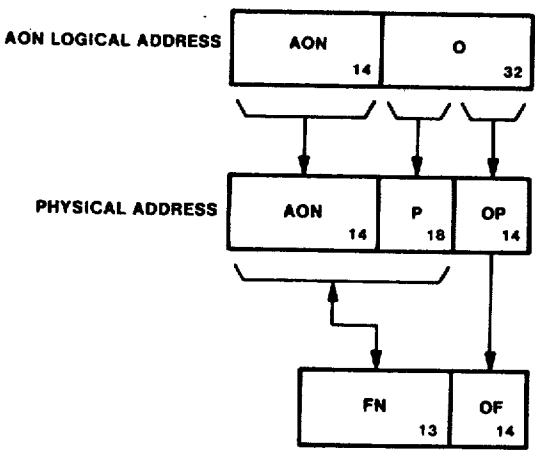 AON LOGICAL ADDRESS
AON
14
O
32
PHYSICAL ADDRESS
AON
14
P
18
OP
14
FN
13
OF
14